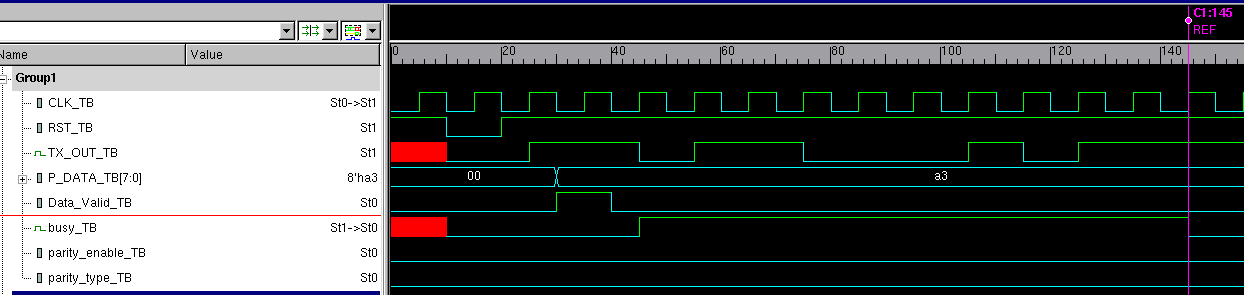 C1:145
REF
Name Value
0 20 40 60 80 100 120 140
Group1
CLK_TB St0->St1
RST_TB St1
TX_OUT_TB St1
P_DATA_TB[7:0] 8'ha3 00 a3
Data_Valid_TB St0
busy_TB St1->St0
parity_enable_TB St0
parity_type_TB St0